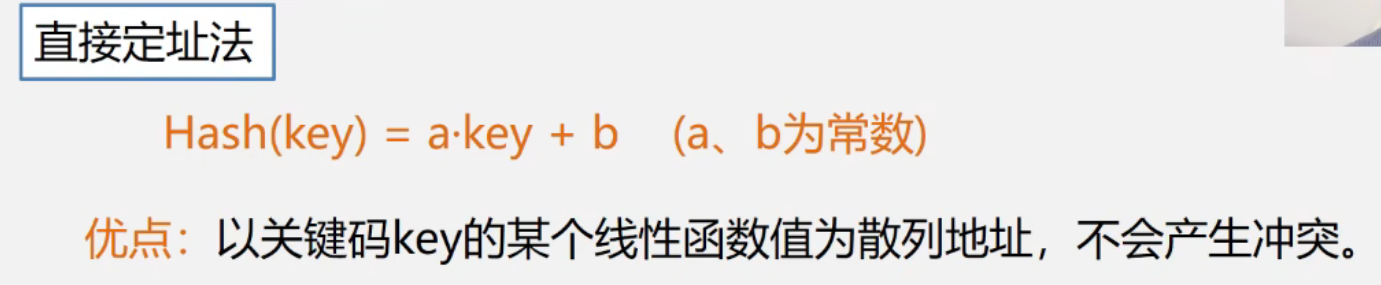 直接定址法
Hash(key) = a·key + b (a、b为常数)
优点：以关键码key的某个线性函数值为散列地址，不会产生冲突。